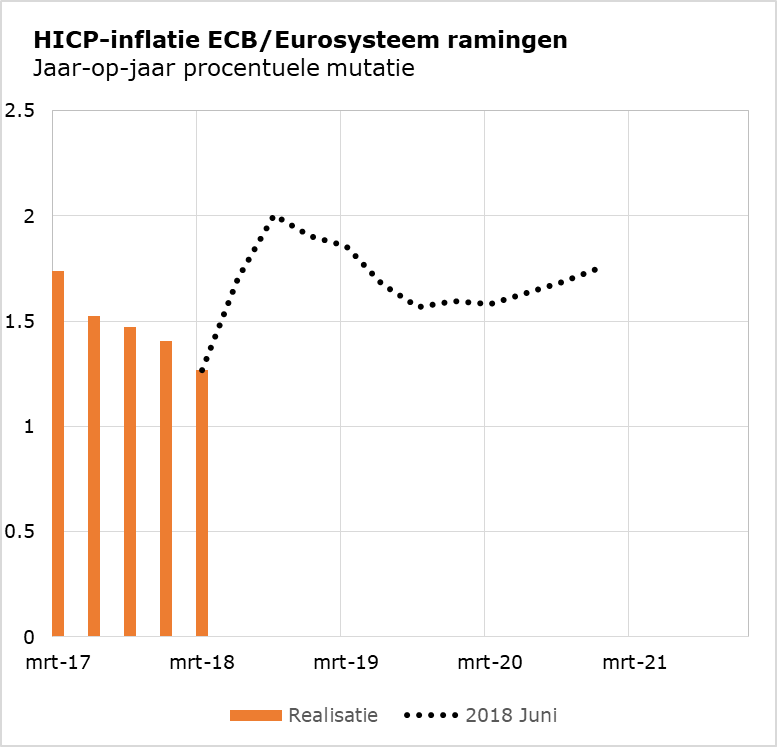 HICP-inflatie ECB/Eurosysteem ramingen
Jaar-op-jaar procentuele mutatie
2.5
2
1.5
1
0.5
0
mrt-17 mrt-18 mrt-19 mrt-20 mrt-21
Realisatie 2018 Juni